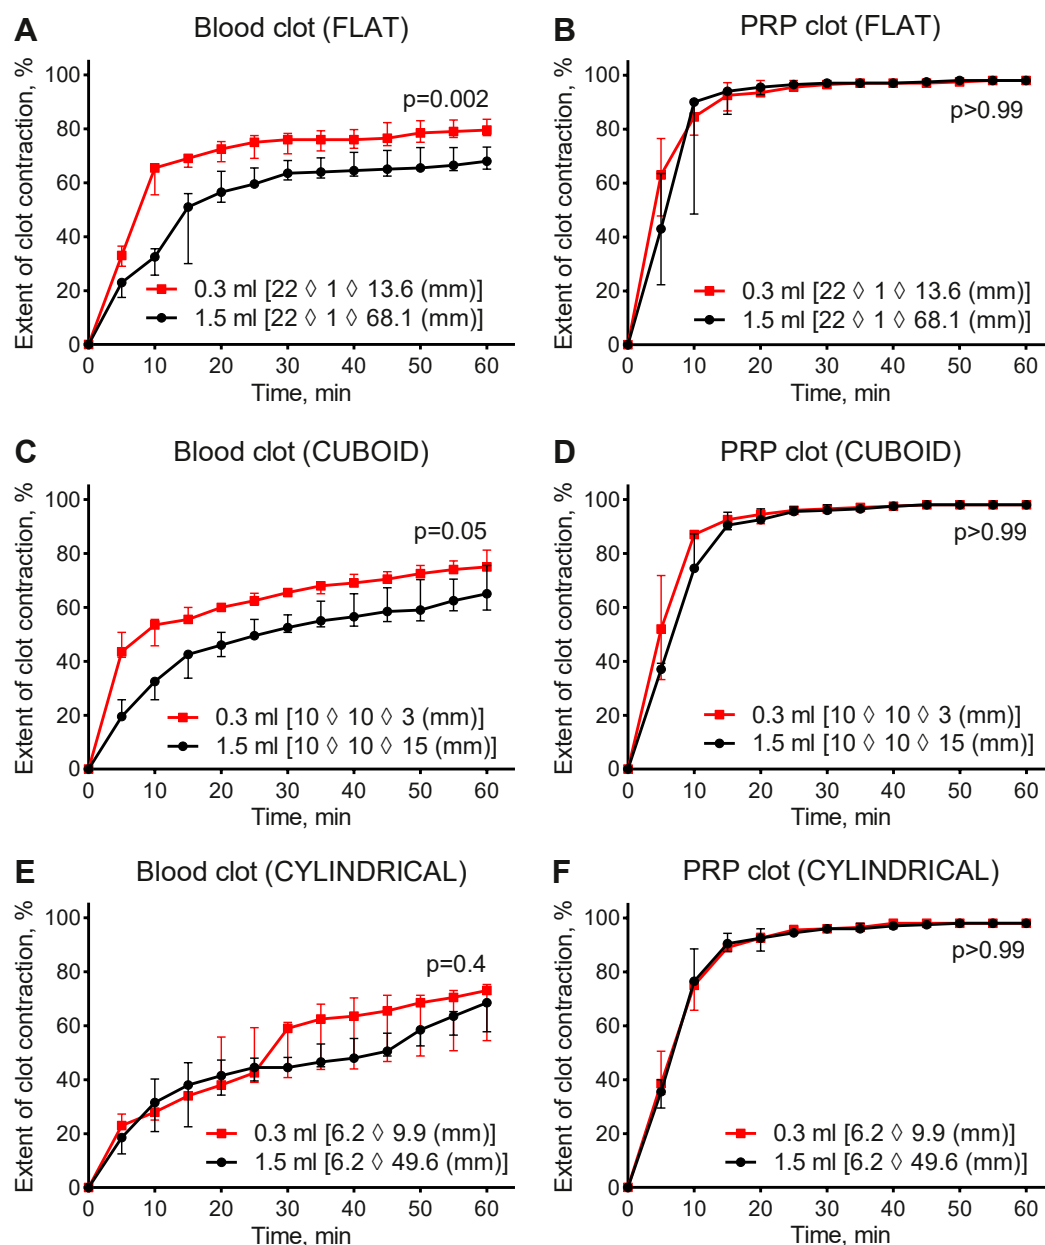 A
Blood clot (FLAT)
Extent of clot contraction, %
100
80
60
40
20
0
p=0.002
0.3 ml [22 ◊ 1 ◊ 13.6 (mm)]
1.5 ml [22 ◊ 1 ◊ 68.1 (mm)]
0 10 20 30 40 50 60
Time, min
B
PRP clot (FLAT)
Extent of clot contraction, %
100
80
60
40
20
0
p>0.99
0.3 ml [22 ◊ 1 ◊ 13.6 (mm)]
1.5 ml [22 ◊ 1 ◊ 68.1 (mm)]
0 10 20 30 40 50 60
Time, min
C
Blood clot (CUBOID)
Extent of clot contraction, %
100
80
60
40
20
0
p=0.05
0.3 ml [10 ◊ 10 ◊ 3 (mm)]
1.5 ml [10 ◊ 10 ◊ 15 (mm)]
0 10 20 30 40 50 60
Time, min
D
PRP clot (CUBOID)
Extent of clot contraction, %
100
80
60
40
20
0
p>0.99
0.3 ml [10 ◊ 10 ◊ 3 (mm)]
1.5 ml [10 ◊ 10 ◊ 15 (mm)]
0 10 20 30 40 50 60
Time, min
E
Blood clot (CYLINDRICAL)
Extent of clot contraction, %
100
80
60
40
20
0
p=0.4
0.3 ml [6.2 ◊ 9.9 (mm)]
1.5 ml [6.2 ◊ 49.6 (mm)]
0 10 20 30 40 50 60
Time, min
F
PRP clot (CYLINDRICAL)
Extent of clot contraction, %
100
80
60
40
20
0
p>0.99
0.3 ml [6.2 ◊ 9.9 (mm)]
1.5 ml [6.2 ◊ 49.6 (mm)]
0 10 20 30 40 50 60
Time, min